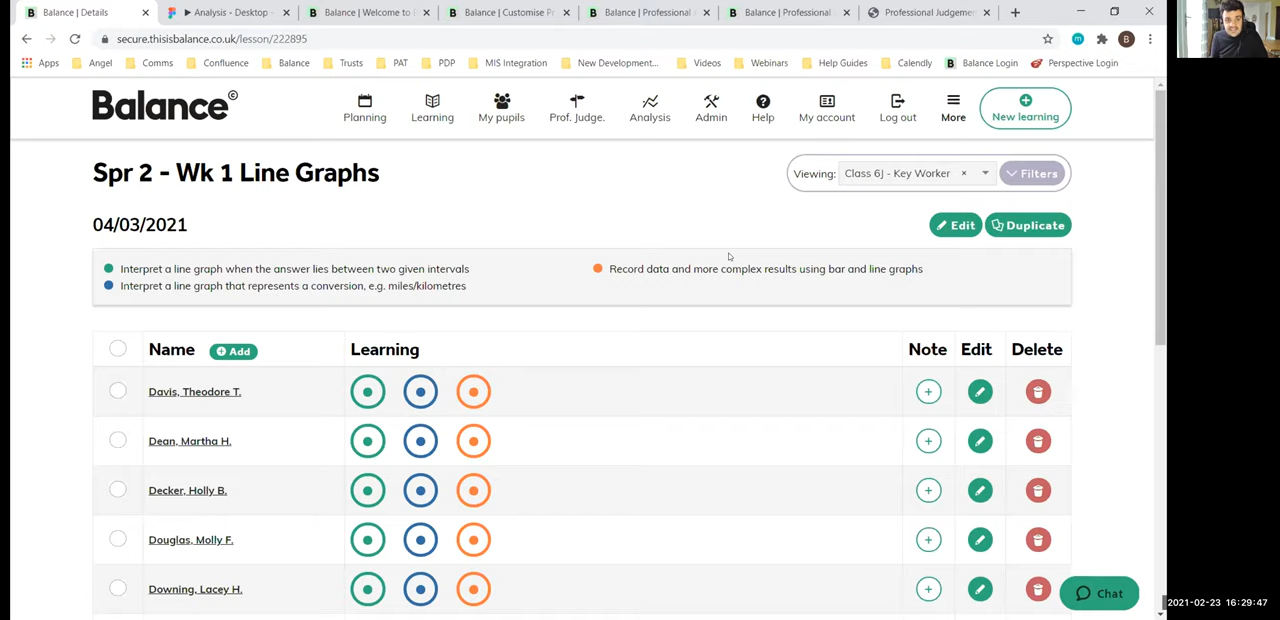 Balance | Details
Analysis - Desktop -
Balance | Welcome to
Balance | Customise Pr
Balance | Professional
Balance | Professional
Professional Judgemen
secure.thisisbalance.co.uk/lesson/222895
B
Apps
Angel
Comms
Confluence
Balance
Trusts
PAT
PDP
MIS Integration
New Development...
Videos
Webinars
Help Guides
Calendly
Balance Login
Perspective Login
Balance©
Planning
Learning
My pupils
Prof. Judge.
Analysis
Admin
Help
My account
Log out
More
New learning
Spr 2 - Wk 1 Line Graphs
Viewing: Class 6J - Key Worker × Filters
04/03/2021
Edit
Duplicate
Interpret a line graph when the answer lies between two given intervals
Record data and more complex results using bar and line graphs
Interpret a line graph that represents a conversion, e.g. miles/kilometres
Name Add Learning Note Edit Delete
Davis, Theodore T.
Dean, Martha H.
Decker, Holly B.
Douglas, Molly F.
Downing, Lacey H.
Chat
2021-02-23 16:29:47